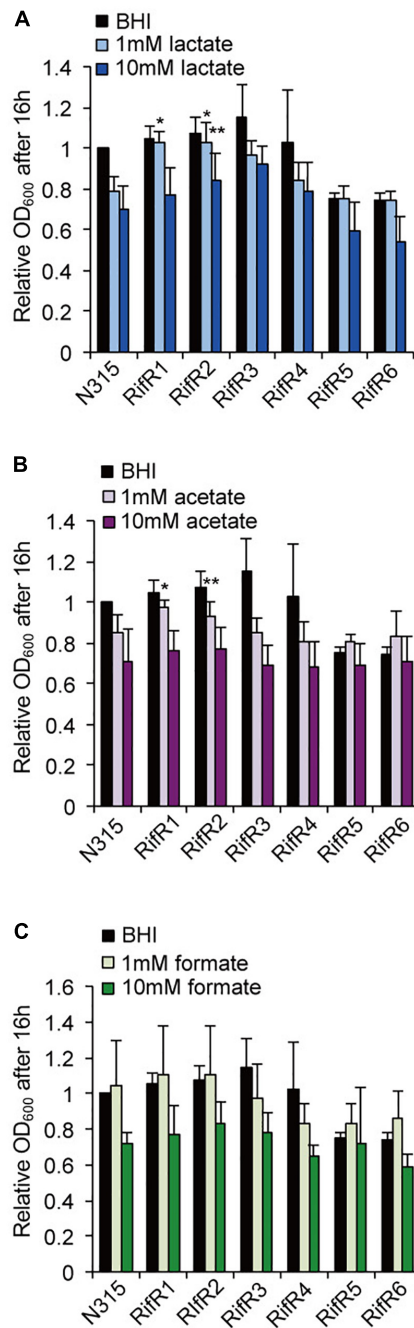 A
BHI
1mM lactate
10mM lactate
Relative OD600 after 16h
1.4
1.2
1
0.8
0.6
0.4
0.2
0
*
*
**
N315 RifR1 RifR2 RifR3 RifR4 RifR5 RifR6
B
BHI
1mM acetate
10mM acetate
Relative OD600 after 16h
1.4
1.2
1
0.8
0.6
0.4
0.2
0
*
**
N315 RifR1 RifR2 RifR3 RifR4 RifR5 RifR6
C
BHI
1mM formate
10mM formate
Relative OD600 after 16h
1.6
1.4
1.2
1
0.8
0.6
0.4
0.2
0
N315 RifR1 RifR2 RifR3 RifR4 RifR5 RifR6